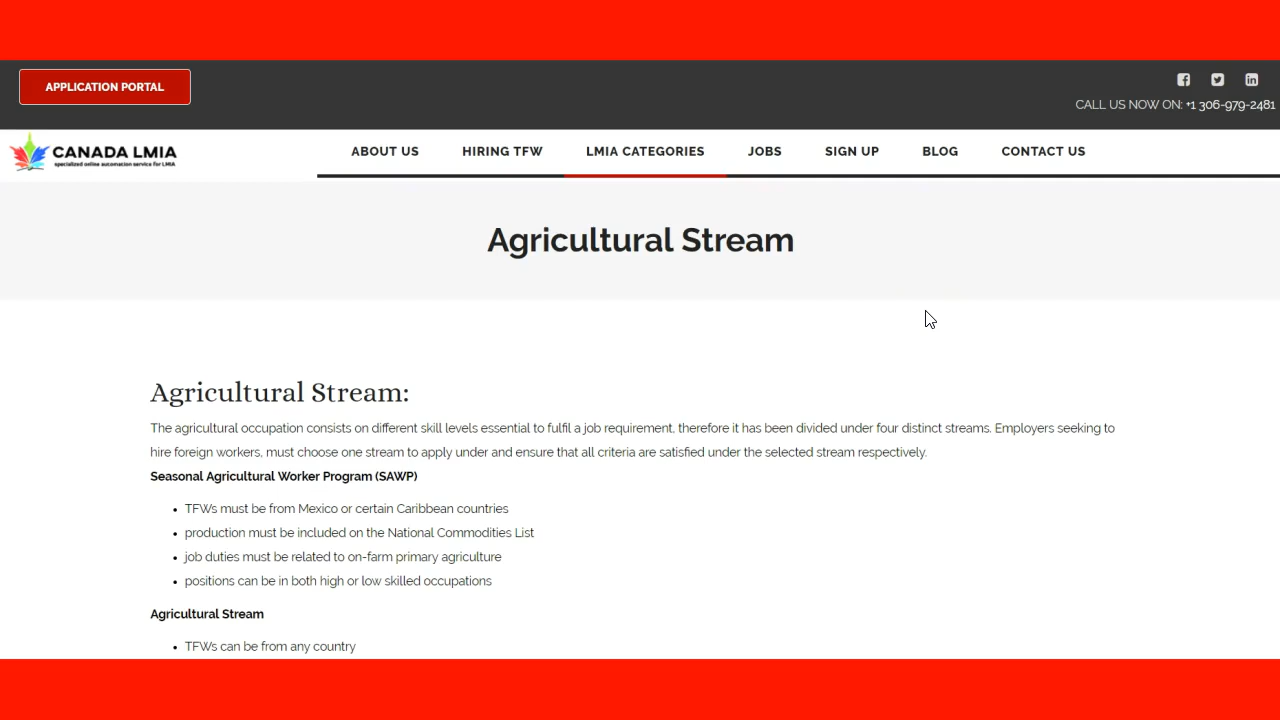 APPLICATION PORTAL
CALL US NOW ON: +1 306-979-2481
CANADA LMIA
specialized online automation service for LMIA
ABOUT US HIRING TFW LMIA CATEGORIES JOBS SIGN UP BLOG CONTACT US
Agricultural Stream
Agricultural Stream:
The agricultural occupation consists on different skill levels essential to fulfil a job requirement, therefore it has been divided under four distinct streams. Employers seeking to
hire foreign workers, must choose one stream to apply under and ensure that all criteria are satisfied under the selected stream respectively.
Seasonal Agricultural Worker Program (SAWP)
• TFWs must be from Mexico or certain Caribbean countries
• production must be included on the National Commodities List
• job duties must be related to on-farm primary agriculture
• positions can be in both high or low skilled occupations
Agricultural Stream
• TFWs can be from any country